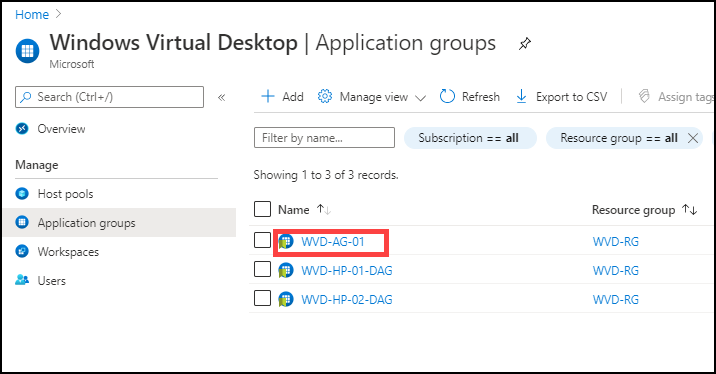 Home
Windows Virtual Desktop | Application groups
Microsoft
Search (Ctrl+/)
Add Manage view Refresh Export to CSV Assign tags
Overview
Filter by name... Subscription == all Resource group == all
Manage
Showing 1 to 3 of 3 records.
Host pools
Name Resource group
Application groups
WVD-AG-01 WVD-RG
Workspaces
WVD-HP-01-DAG WVD-RG
Users
WVD-HP-02-DAG WVD-RG